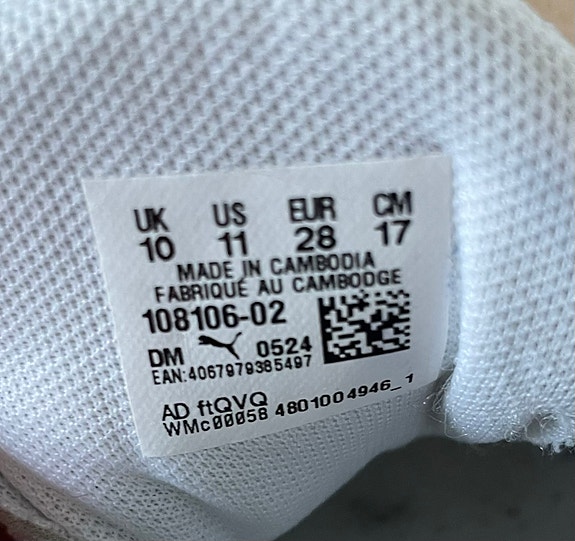 UK US EUR CM
10 11 28 17
MADE IN CAMBODIA
FABRIQUÉ AU CAMBODGE
108106-02
DM 0524
EAN:4067979385497
AD ftQVQ
WMc00058 4801004946_1